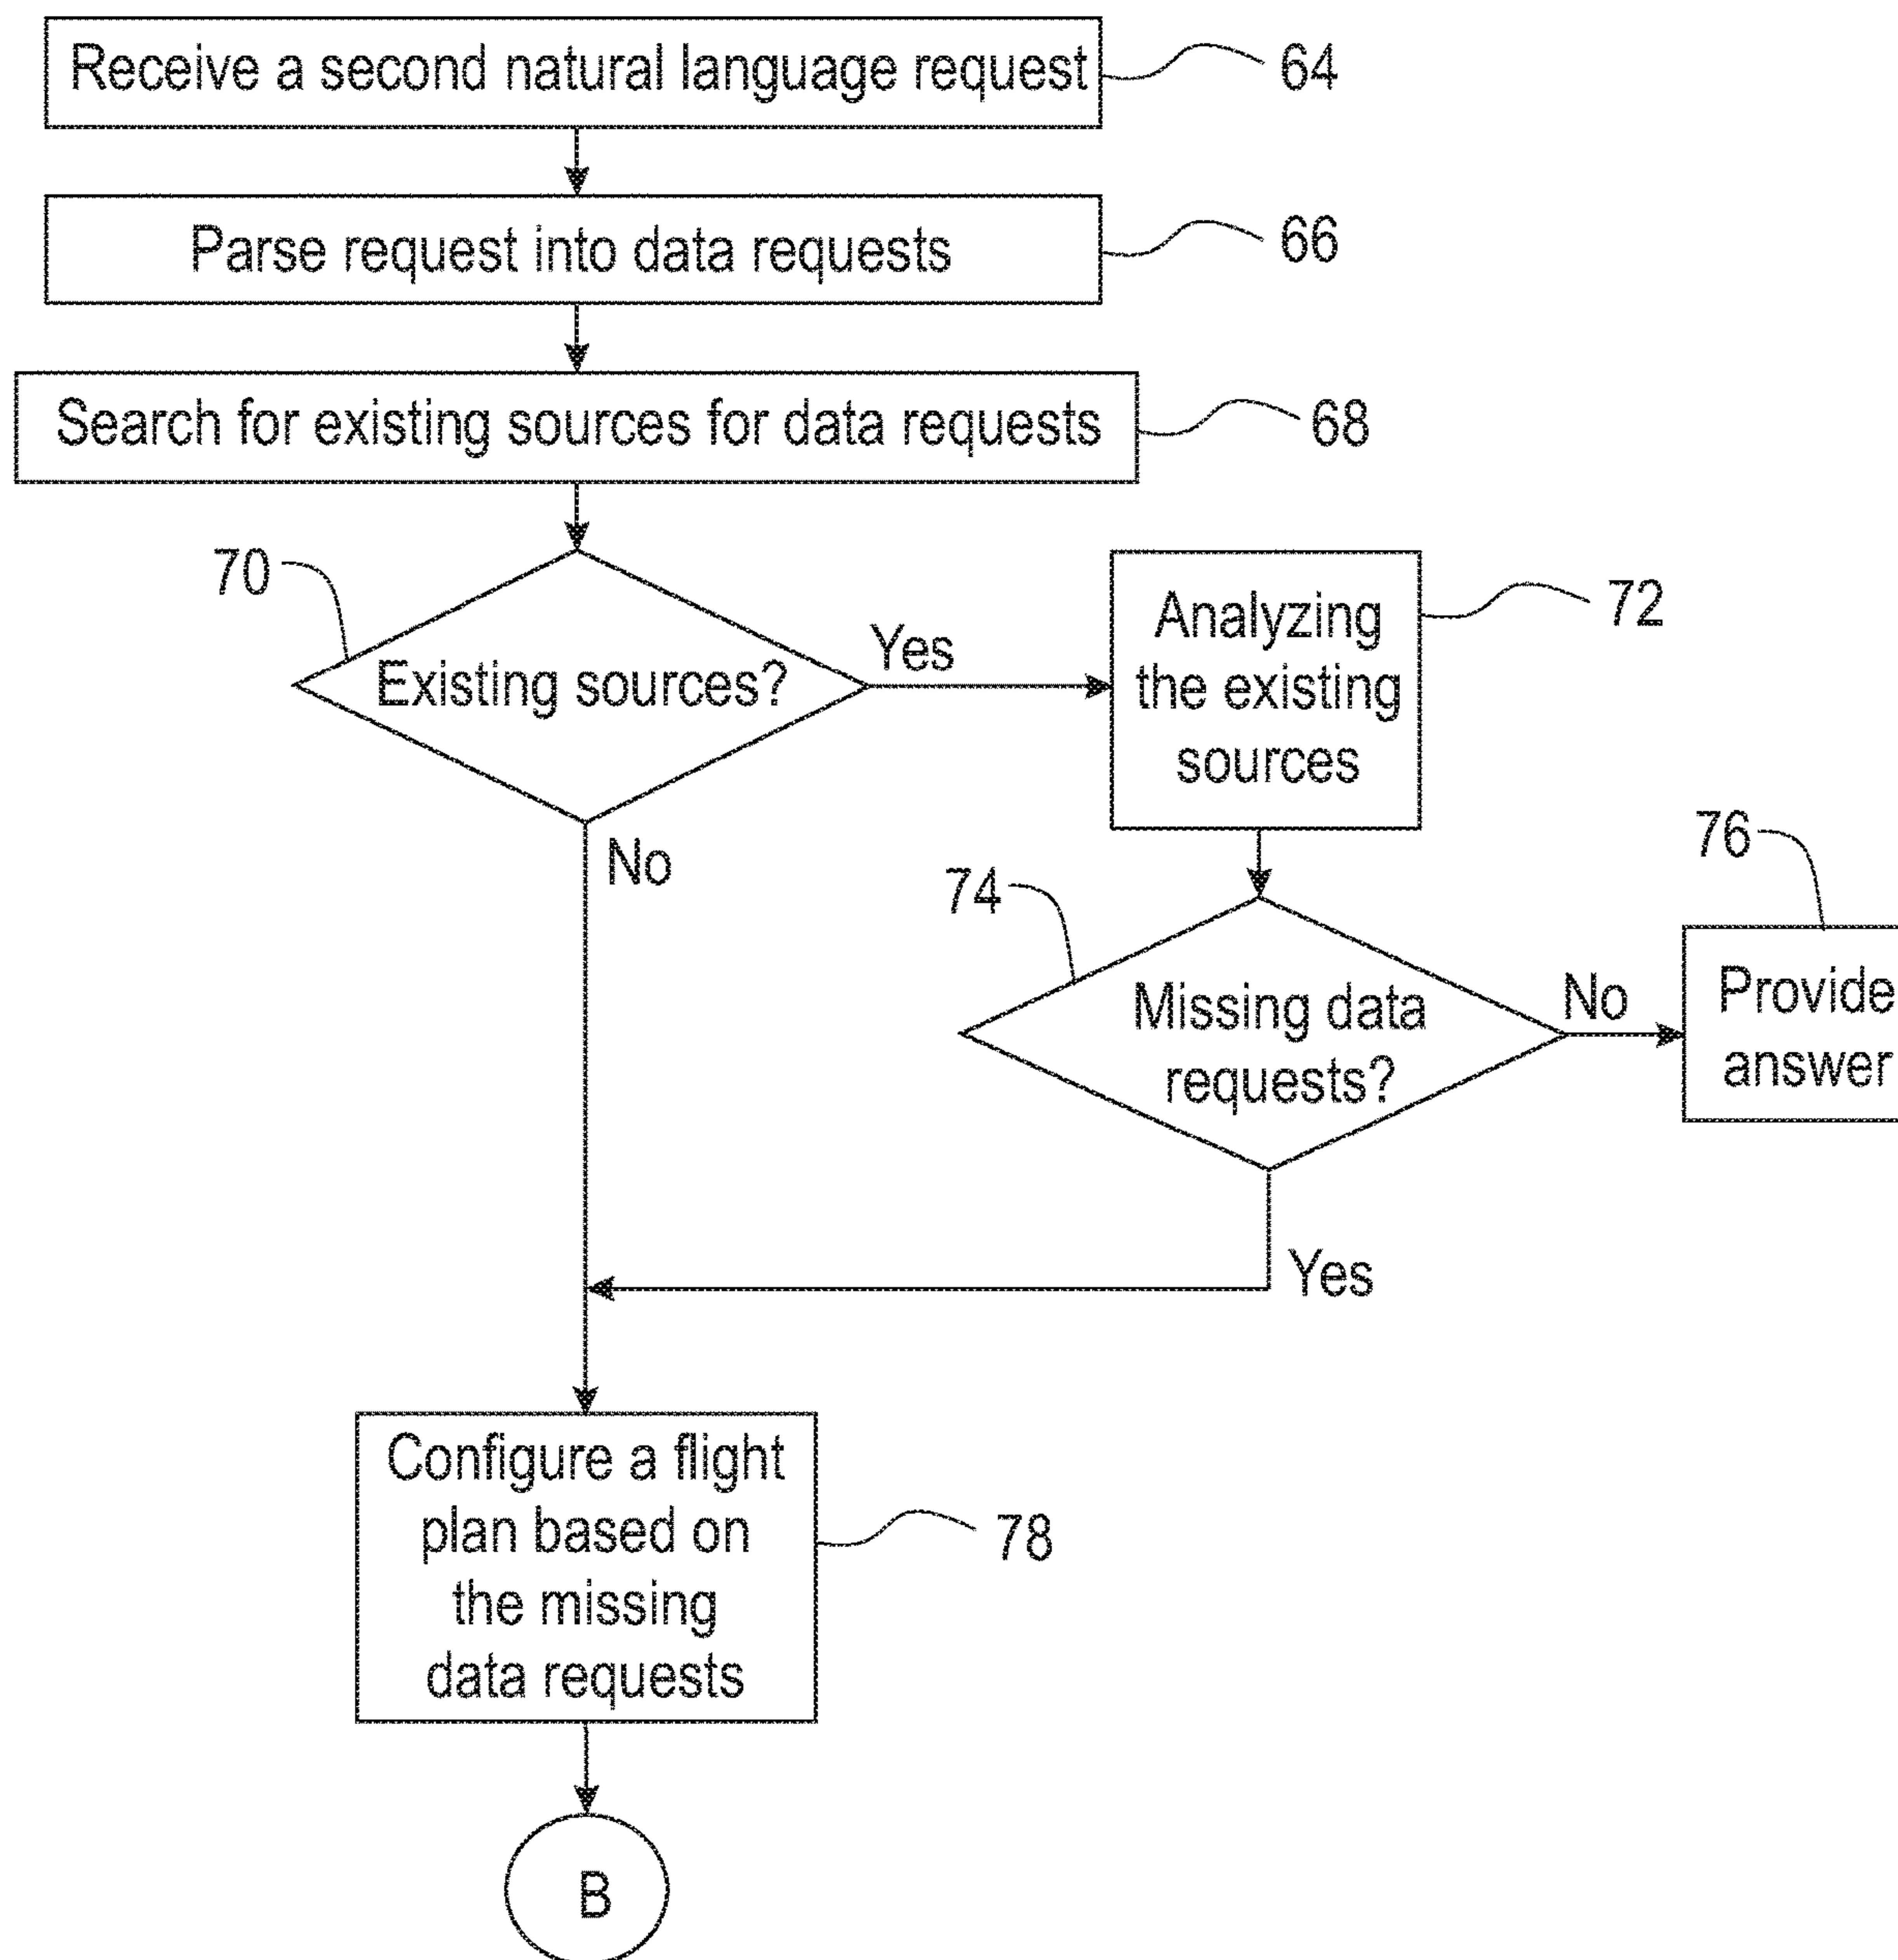 Receive a second natural language request
64
Parse request into data requests
66
Search for existing sources for data requests
68
70
Existing sources?
Yes
Analyzing
the existing
sources
72
No
74
Missing data
requests?
No
76
Provide
answer
Yes
Configure a flight
plan based on
the missing
data requests
78
B